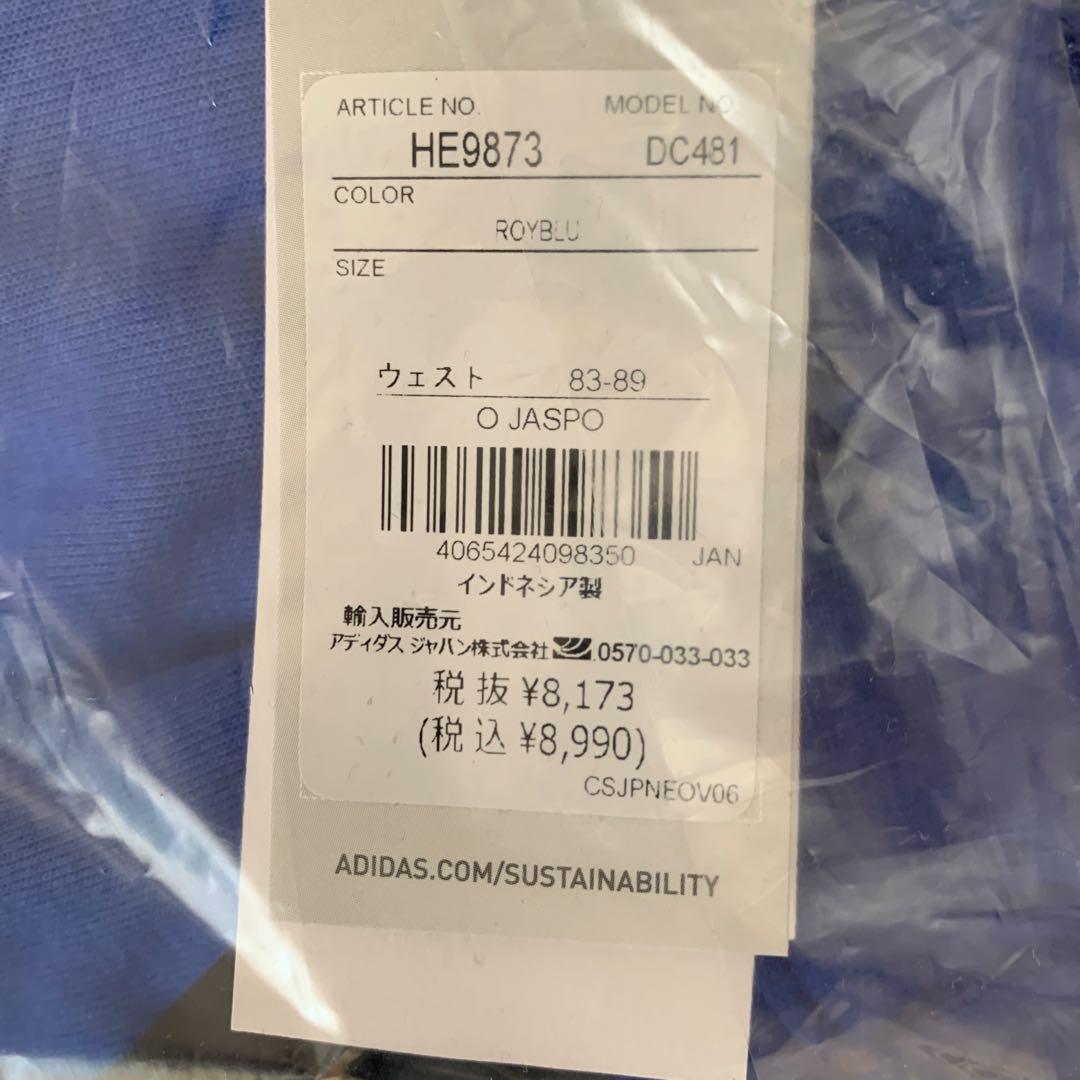 ARTICLE NO. MODEL NO.
HE9873 DC481
COLOR
ROYBLU
SIZE
ウェスト 83-89
O JASPO
4065424098350 JAN
インドネシア製
輸入販売元
アディダス ジャパン株式会社 0570-033-033
税抜 ¥8,173
(税込 ¥8,990)
CSJPNEOV06
ADIDAS.COM/SUSTAINABILITY